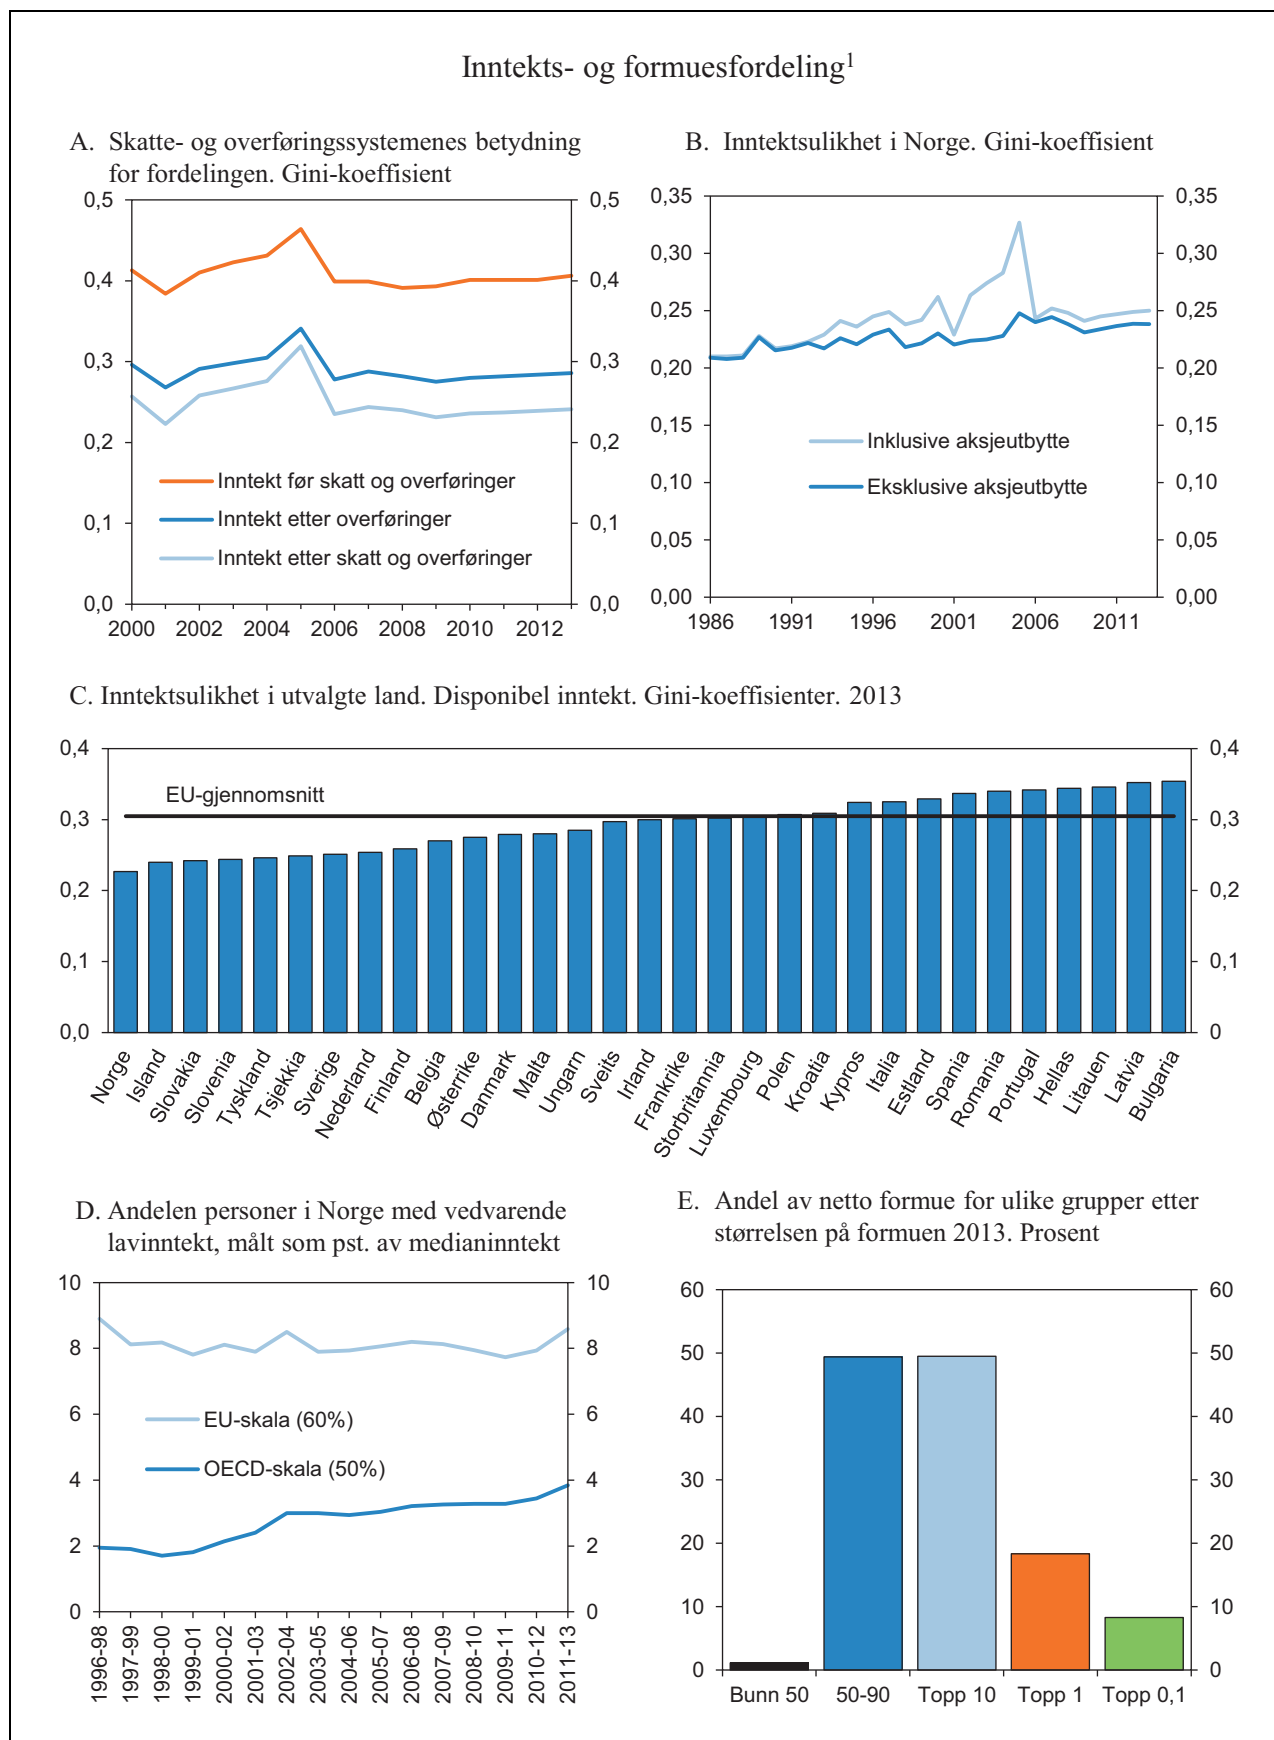 Inntekts- og formuesfordeling1
A. Skatte- og overføringssystemenes betydning
for fordelingen. Gini-koeffisient
0,5 0,5
0,4 0,4
0,3 0,3
0,2 0,2
0,1 0,1
0,0 0,0
Inntekt før skatt og overføringer
Inntekt etter overføringer
Inntekt etter skatt og overføringer
2000 2002 2004 2006 2008 2010 2012
B. Inntektsulikhet i Norge. Gini-koeffisient
0,35 0,35
0,30 0,30
0,25 0,25
0,20 0,20
0,15 0,15
0,10 0,10
0,05 0,05
0,00 0,00
Inklusive aksjeutbytte
Eksklusive aksjeutbytte
1986 1991 1996 2001 2006 2011
C. Inntektsulikhet i utvalgte land. Disponibel inntekt. Gini-koeffisienter. 2013
0,4 0,4
EU-gjennomsnitt
0,3 0,3
0,2 0,2
0,1 0,1
0,0 0
Norge
Island
Slovakia
Slovenia
Tyskland
Tsjekkia
Sverige
Nederland
Finland
Belgia
Østerrike
Danmark
Malta
Ungarn
Sveits
Irland
Frankrike
Storbritannia
Luxembourg
Polen
Kroatia
Kypros
Italia
Estland
Spania
Romania
Portugal
Hellas
Litauen
Latvia
Bulgaria
D. Andelen personer i Norge med vedvarende
lavinntekt, målt som pst. av medianinntekt
10 10
8 8
6 6
4 4
2 2
0 0
EU-skala (60%)
OECD-skala (50%)
1996-98
1997-99
1998-00
1999-01
2000-02
2001-03
2002-04
2003-05
2004-06
2005-07
2006-08
2007-09
2008-10
2009-11
2010-12
2011-13
E. Andel av netto formue for ulike grupper etter
størrelsen på formuen 2013. Prosent
60 60
50 50
40 40
30 30
20 20
10 10
0 0
Bunn 50 50-90 Topp 10 Topp 1 Topp 0,1